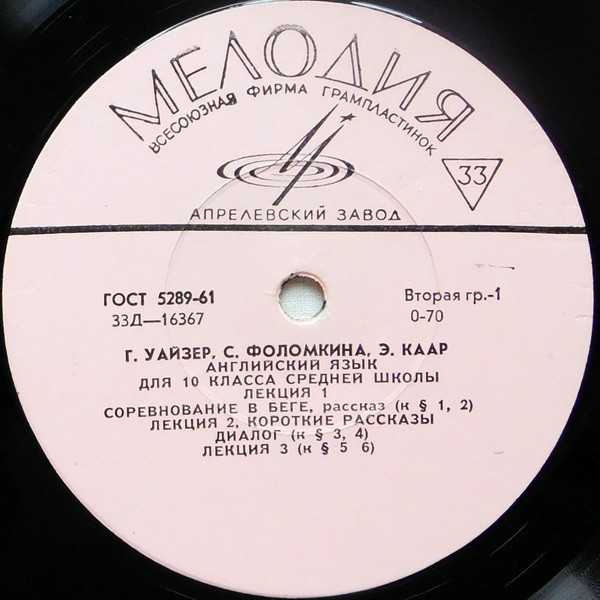 МЕЛОДИЯ
ВСЕСОЮЗНАЯ ФИРМА ГРАМПЛАСТИНОК
33
АПРЕЛЕВСКИЙ ЗАВОД
ГОСТ 5289-61
33Д—16367
Вторая гр.-1
0-70
Г. УАЙЗЕР, С. ФОЛОМКИНА, Э. КААР
АНГЛИЙСКИЙ ЯЗЫК
ДЛЯ 10 КЛАССА СРЕДНЕЙ ШКОЛЫ
ЛЕКЦИЯ 1
СОРЕВНОВАНИЕ В БЕГЕ, рассказ (к § 1, 2)
ЛЕКЦИЯ 2, КОРОТКИЕ РАССКАЗЫ
ДИАЛОГ (к § 3, 4)
ЛЕКЦИЯ 3 (к § 5 6)